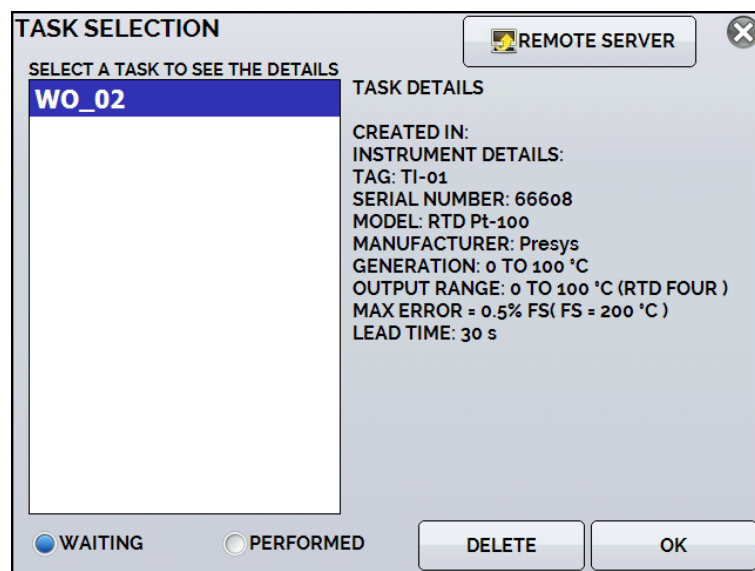 TASK SELECTION
REMOTE SERVER
SELECT A TASK TO SEE THE DETAILS
WO_02
TASK DETAILS
CREATED IN:
INSTRUMENT DETAILS:
TAG: TI-01
SERIAL NUMBER: 66608
MODEL: RTD Pt-100
MANUFACTURER: Presys
GENERATION: 0 TO 100 °C
OUTPUT RANGE: 0 TO 100 °C (RTD FOUR )
MAX ERROR = 0.5% FS( FS = 200 °C )
LEAD TIME: 30 s
WAITING
PERFORMED
DELETE
OK